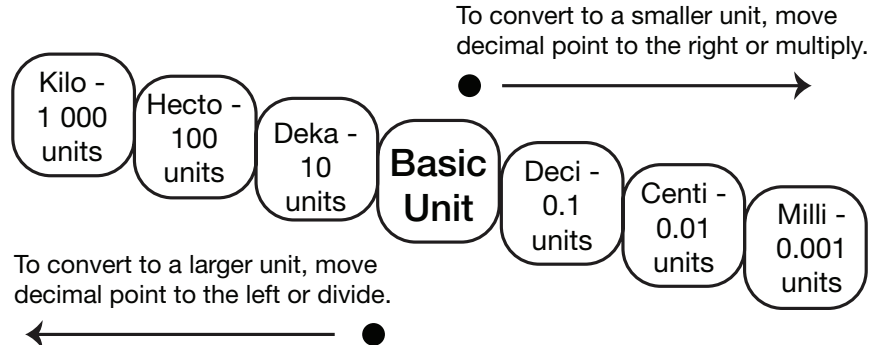 To convert to a smaller unit, move
decimal point to the right or multiply.
Kilo -
1 000
units
Hecto -
100
units
Deka -
10
units
Basic
Unit
Deci -
0.1
units
Centi -
0.01
units
Milli -
0.001
units
To convert to a larger unit, move
decimal point to the left or divide.